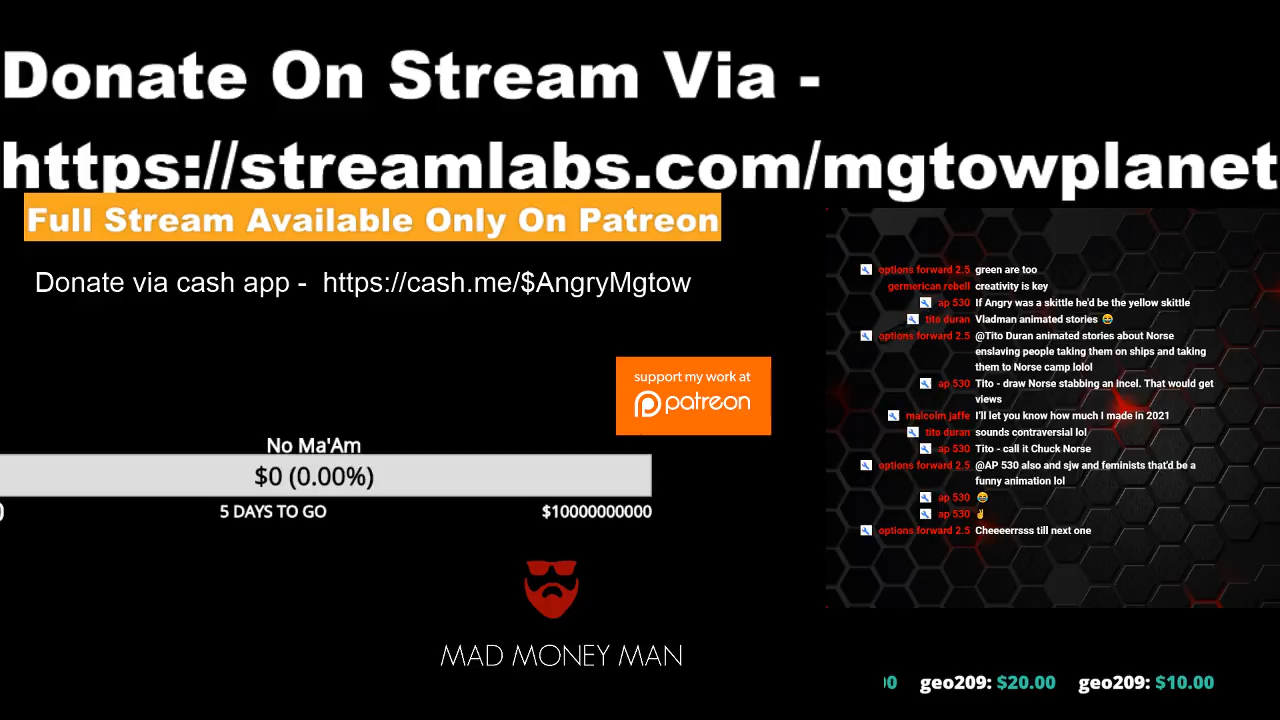 Donate On Stream Via -
https://streamlabs.com/mgtowplanet
Full Stream Available Only On Patreon
Donate via cash app - https://cash.me/$AngryMgtow
support my work at
patreon
No Ma'Am
$0 (0.00%)
5 DAYS TO GO
$10000000000
MAD MONEY MAN
options forward 2.5 green are too
germerican rebell creativity is key
ap 530 If Angry was a skittle he'd be the yellow skittle
tito duran Vladman animated stories 😂
options forward 2.5 @Tito Duran animated stories about Norse
enslaving people taking them on ships and taking
them to Norse camp lolol
ap 530 Tito - draw Norse stabbing an incel. That would get
views
malcolm jaffe I'll let you know how much I made in 2021
tito duran sounds contraversial lol
ap 530 Tito - call it Chuck Norse
options forward 2.5 @AP 530 also and sjw and feminists that'd be a
funny animation lol
ap 530 😂
ap 530 ✌
options forward 2.5 Cheeeerrsss till next one
geo209: $20.00 geo209: $10.00